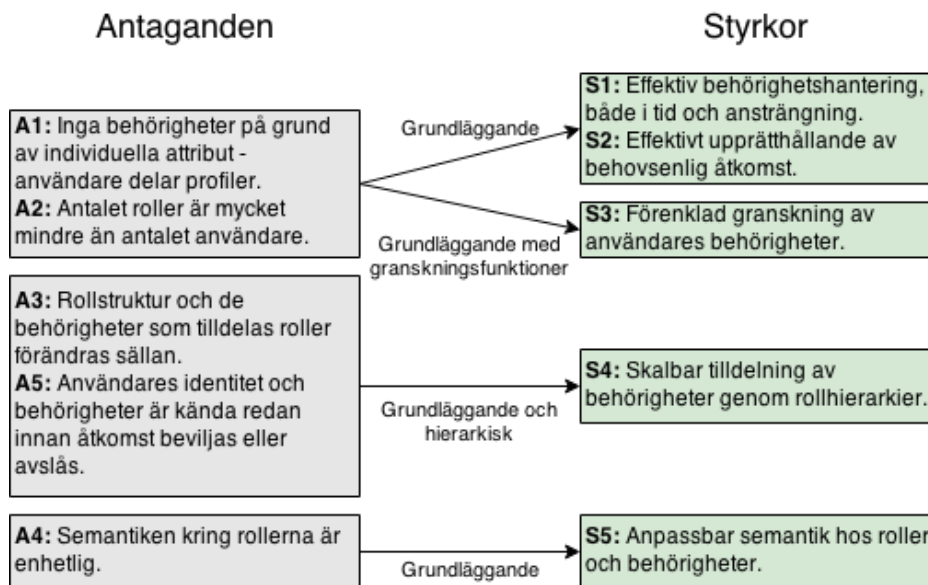 Antaganden
Styrkor
A1: Inga behörigheter på grund
av individuella attribut -
användare delar profiler.
A2: Antalet roller är mycket
mindre än antalet användare.
Grundläggande
Grundläggande med
granskningsfunktioner
S1: Effektiv behörighetshantering,
både i tid och ansträngning.
S2: Effektivt upprätthållande av
behovsenlig åtkomst.
S3: Förenklad granskning av
användares behörigheter.
A3: Rollstruktur och de
behörigheter som tilldelas roller
förändras sällan.
A5: Användares identitet och
behörigheter är kända redan
innan åtkomst beviljas eller
avslås.
Grundläggande och
hierarkisk
S4: Skalbar tilldelning av
behörigheter genom rollhierarkier.
A4: Semantiken kring rollerna är
enhetlig.
Grundläggande
S5: Anpassbar semantik hos roller
och behörigheter.